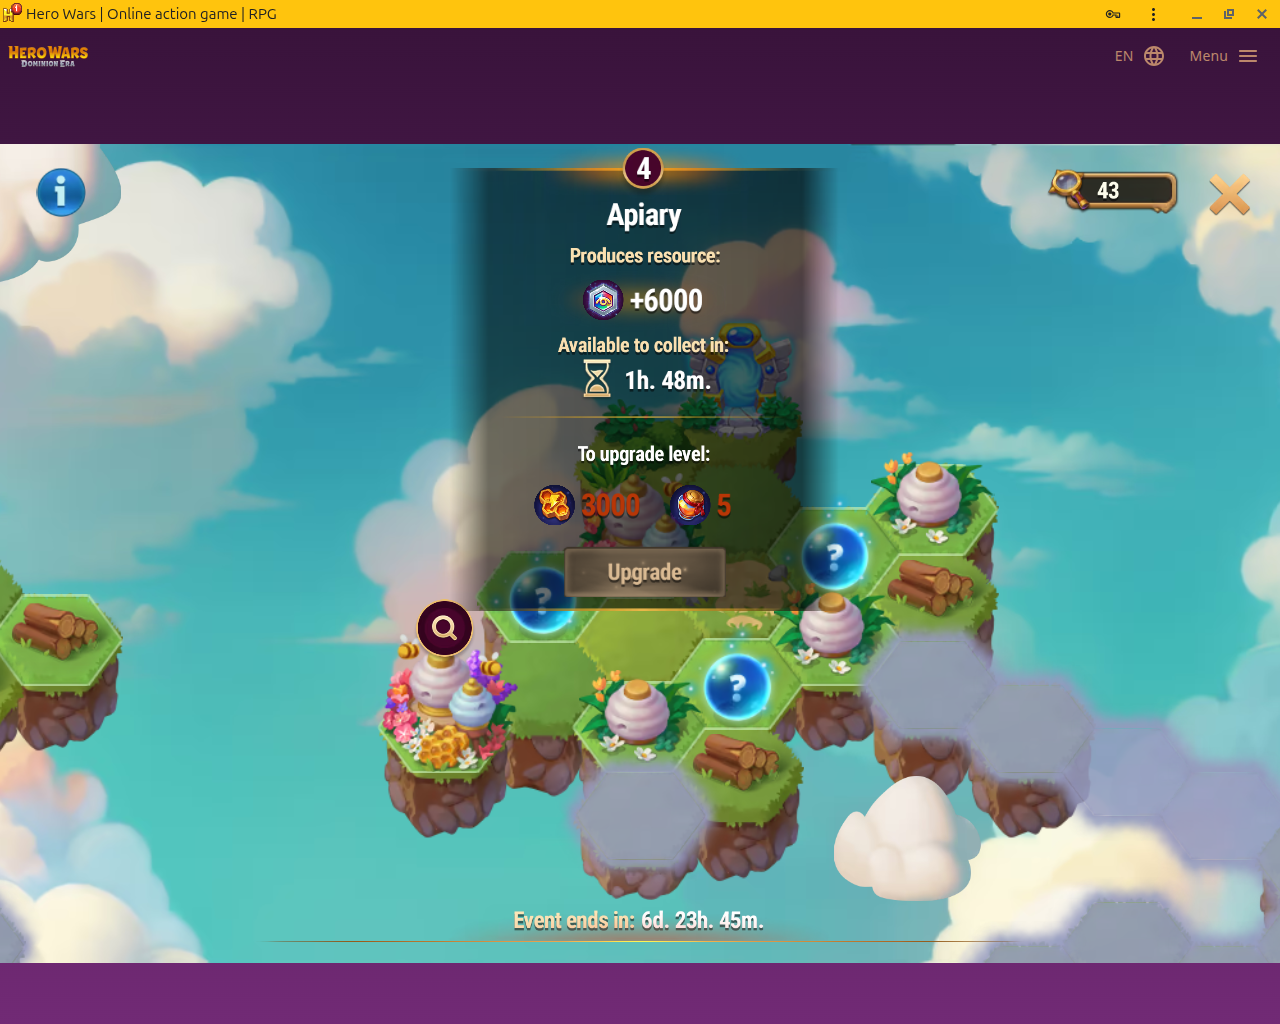 Hero Wars | Online action game | RPG
HERO WARS
DOMINION ERA
EN
Menu
4
Apiary
43
Produces resource:
+6000
Available to collect in:
1h. 48m.
To upgrade level:
3000
5
Upgrade
?
?
?
Event ends in: 6d. 23h. 45m.